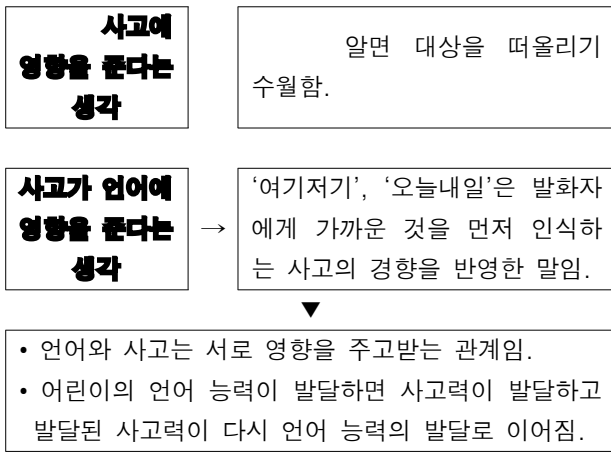 사고에
영향을 준다는
생각
알면 대상을 떠올리기
수월함.
사고가 언어에
영향을 준다는
생각
→
‘여기저기’, ‘오늘내일’은 발화자
에게 가까운 것을 먼저 인식하
는 사고의 경향을 반영한 말임.
▼
• 언어와 사고는 서로 영향을 주고받는 관계임.
• 어린이의 언어 능력이 발달하면 사고력이 발달하고
발달된 사고력이 다시 언어 능력의 발달로 이어짐.